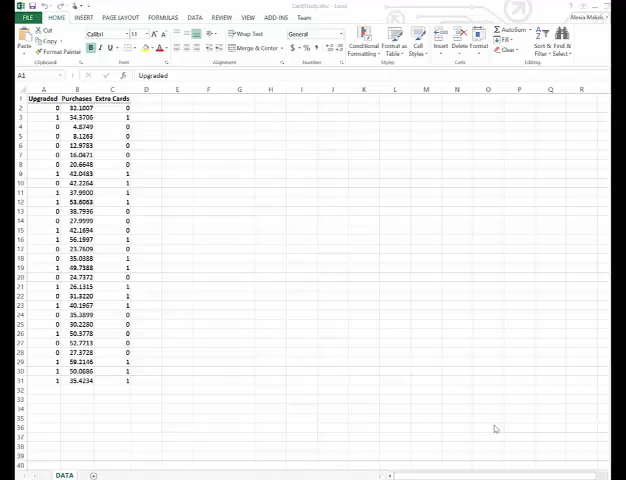 CardStudy.xlsx - Excel
FILE HOME INSERT PAGE LAYOUT FORMULAS DATA REVIEW VIEW ADD-INS Team
Cut
Copy
Format Painter
Paste
Clipboard
Calibri 11
B I U
Font
Wrap Text
Merge & Center
Alignment
General
$ %
Number
Conditional Formatting
Format as Table
Cell Styles
Styles
Insert Delete Format
Cells
AutoSum
Fill
Clear
Sort & Filter
Find & Select
Editing
A1 Upgraded
A B C D E F G H I J K L M N O P Q R
1 Upgraded Purchases Extra Cards
2 0 32.1007 0
3 1 34.3706 1
4 0 4.8749 0
5 0 8.1263 0
6 0 12.9783 0
7 0 16.0471 0
8 0 20.6648 0
9 1 42.0483 1
10 0 42.2264 1
11 1 37.9900 1
12 1 53.6063 1
13 0 38.7936 0
14 0 27.9999 0
15 1 42.1694 0
16 1 56.1997 1
17 0 23.7609 0
18 0 35.0388 1
19 1 49.7388 1
20 0 24.7372 0
21 1 26.1315 1
22 0 31.3220 1
23 1 40.1967 1
24 0 35.3899 0
25 0 30.2280 0
26 1 50.3778 0
27 0 52.7713 0
28 0 27.3728 0
29 1 59.2146 1
30 1 50.0686 1
31 1 35.4234 1
32
33
34
35
36
37
38
39
40
DATA